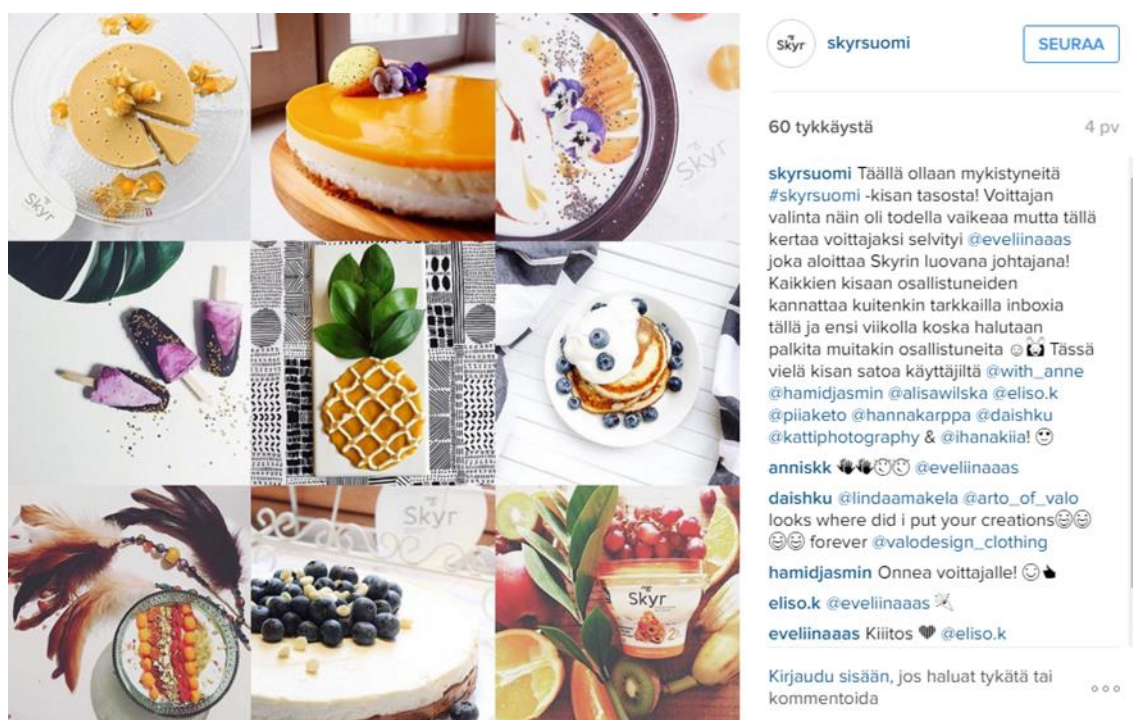 Skyr
skyrsuomi
SEURAA
60 tykkäystä
4 pv
skyrsuomi Täällä ollaan mykistyneitä
#skyrsuomi -kisan tasosta! Voittajan
valinta näin oli todella vaikeaa mutta tällä
kertaa voittajaksi selvityi @eveliinaaas
joka aloittaa Skyrin luovana johtajana!
Kaikkien kisaan osallistuneiden
kannattaa kuitenkin tarkkailla inboxia
tällä ja ensi viikolla koska halutaan
palkita muitakin osallistuneita ☺🐰 Tässä
vielä kisan satoa käyttäjiltä @with_anne
@hamidjasmin @alisawilska @eliso.k
@piiaketo @hannakarppa @daishku
@kattiphotography & @ihanakiia! 😍
anniskk 👏👏😇😇 @eveliinaaas
daishku @lindaamakela @arto_of_valo
looks where did i put your creations😄😄
😄😄 forever @valodesign_clothing
hamidjasmin Onnea voittajalle! ☺👍
eliso.k @eveliinaaas 🎉
eveliinaaas Kiiitos ♥ @eliso.k
Kirjaudu sisään, jos haluat tykätä tai
kommentoida
Skyr
Skyr
Skyr
Skyr